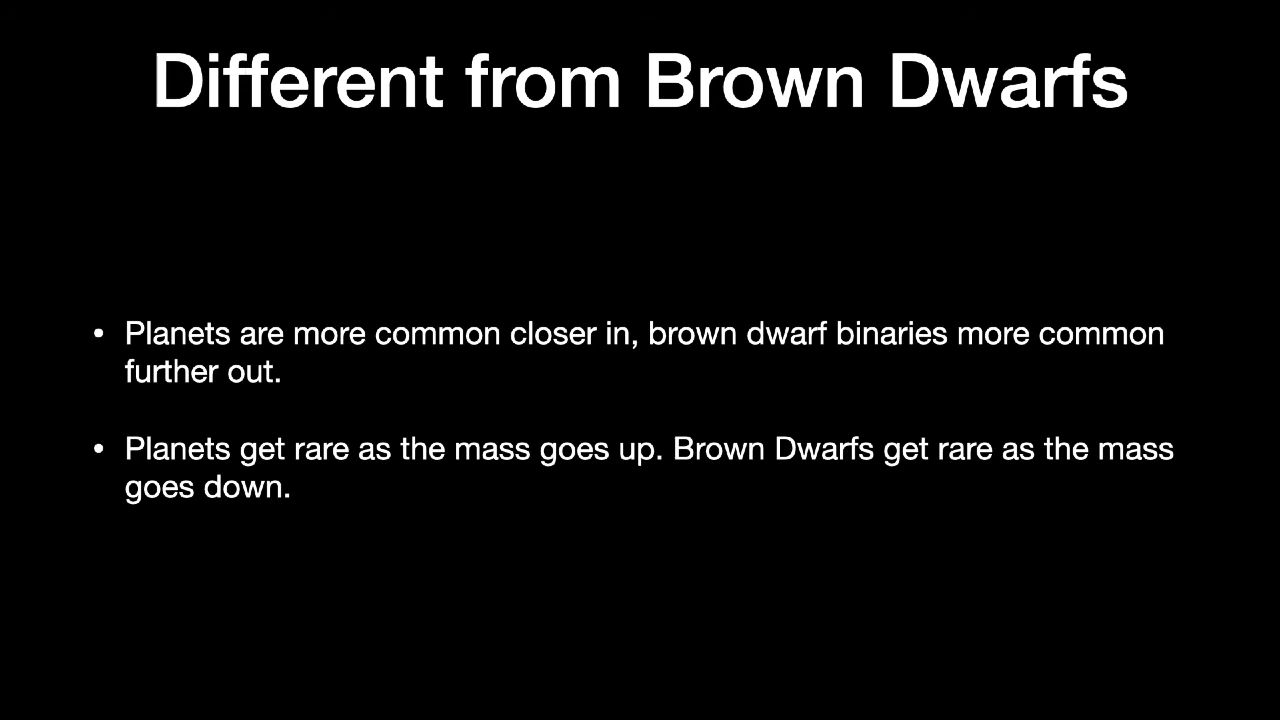 Different from Brown Dwarfs
• Planets are more common closer in, brown dwarf binaries more common
further out.
• Planets get rare as the mass goes up. Brown Dwarfs get rare as the mass
goes down.